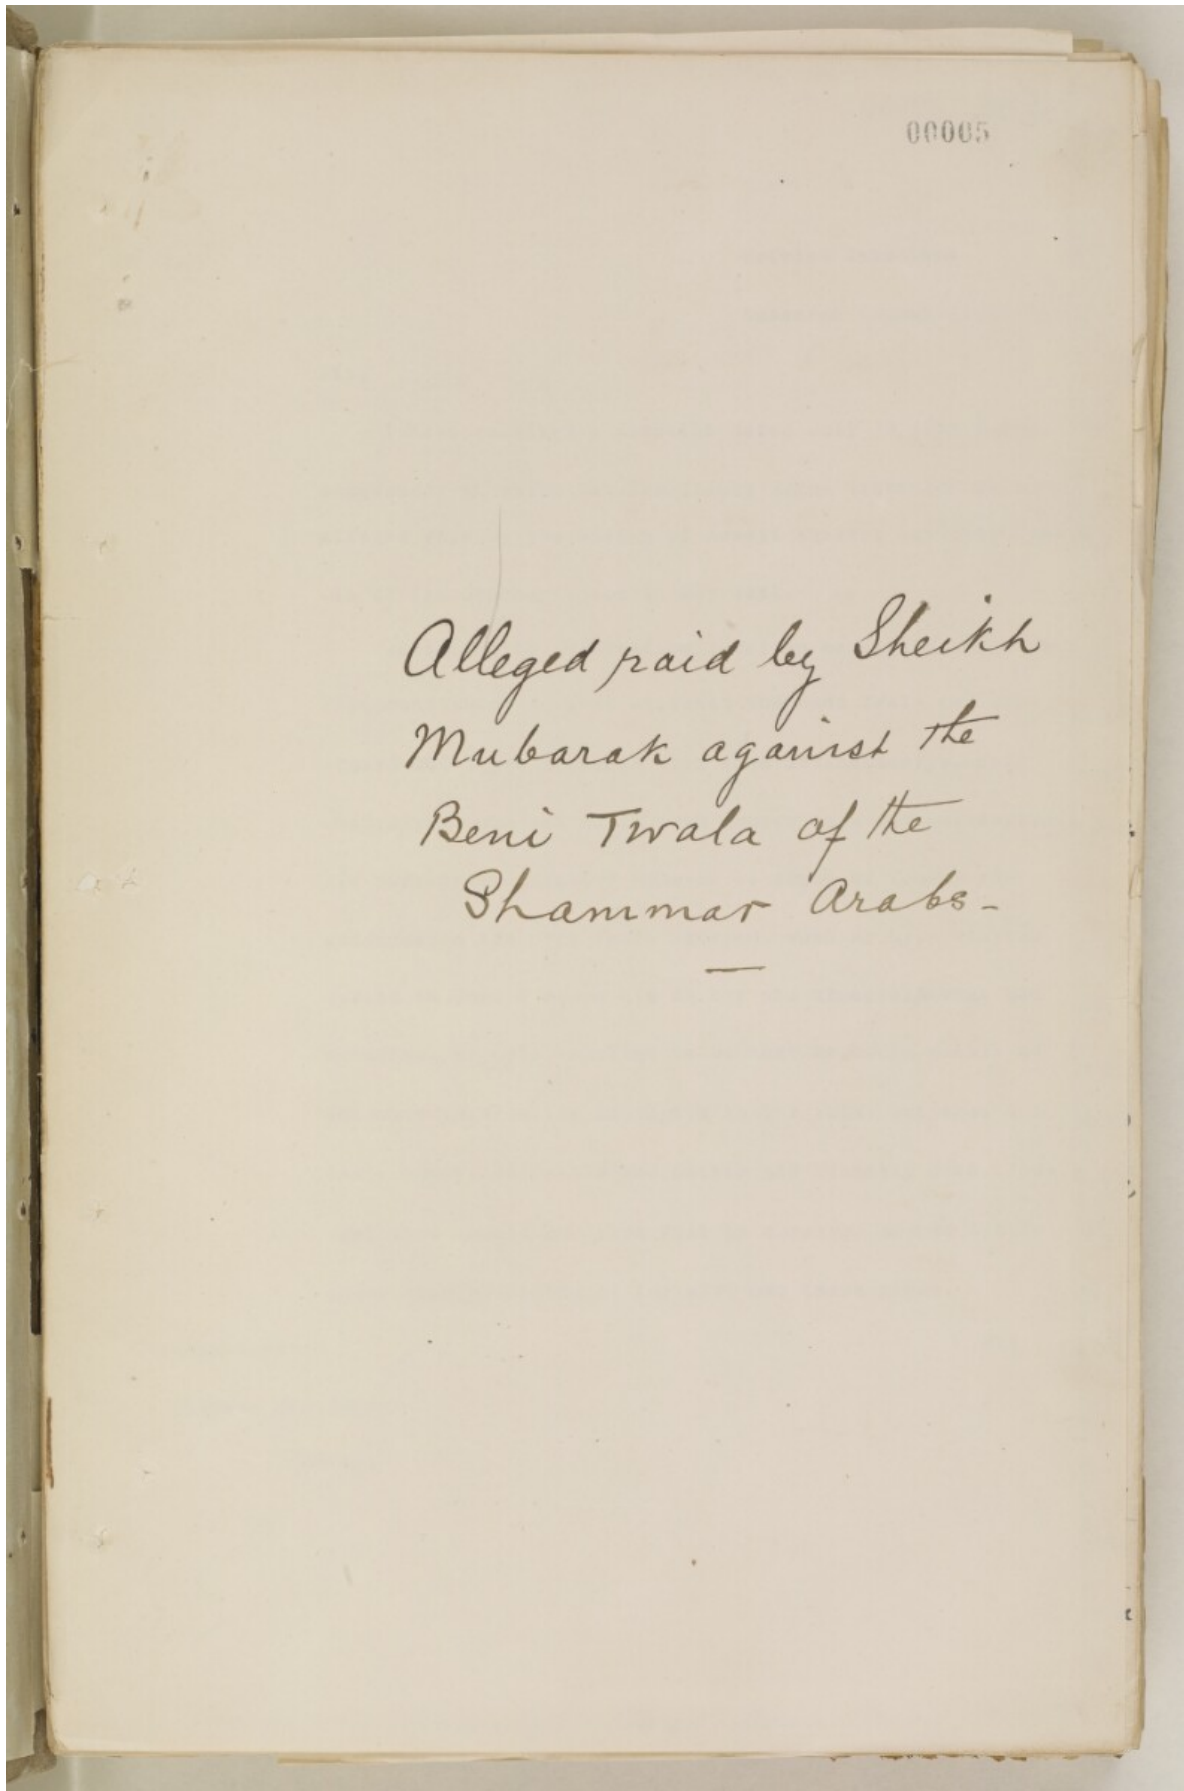 00005
Alleged raid by Sheikh
Mubarak against the
Beni Twala of the
Shammar Arabs -